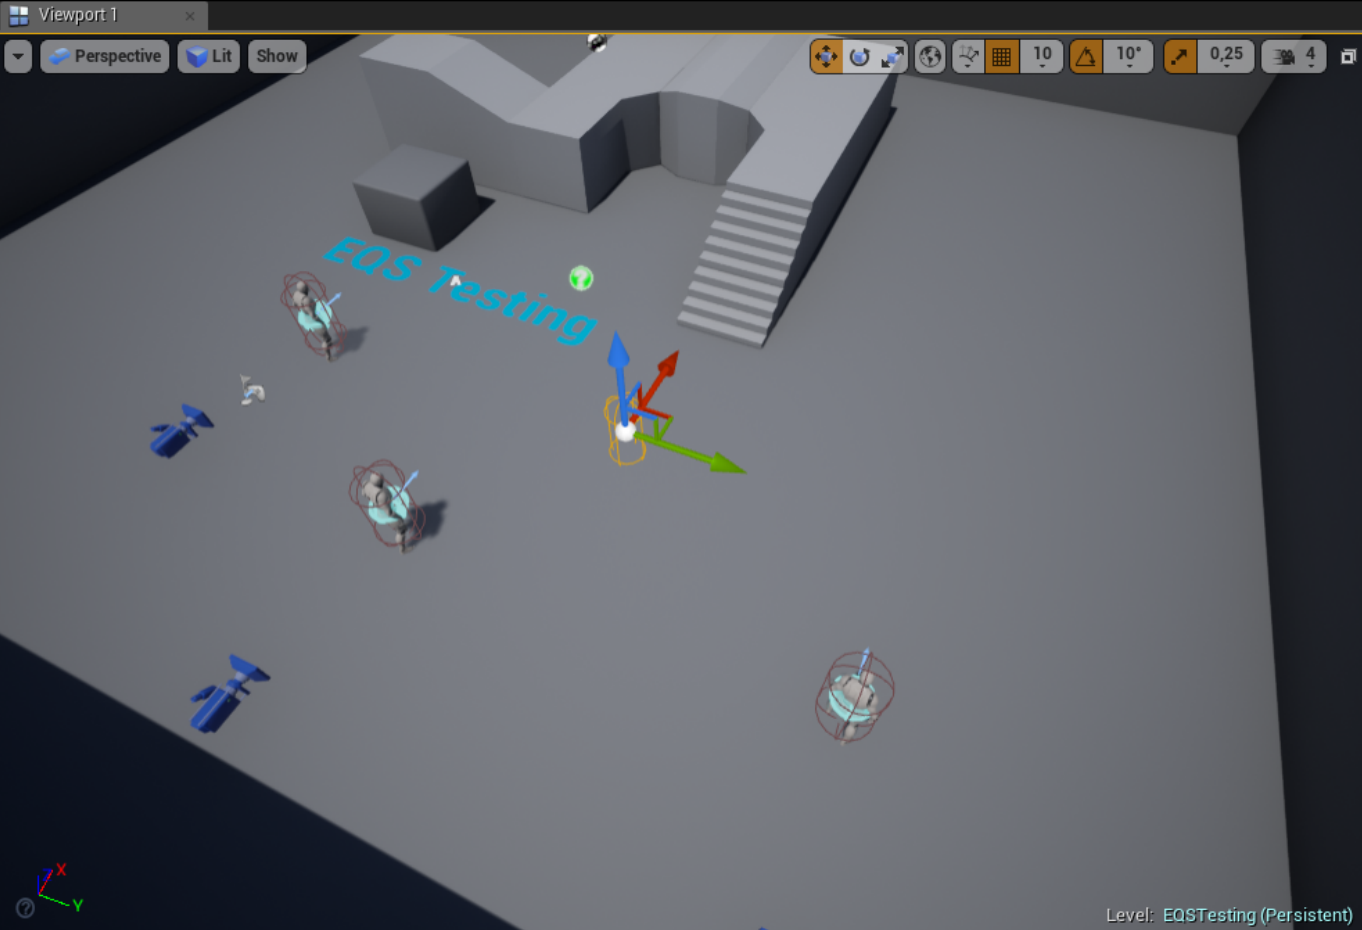 Viewport 1
Perspective Lit Show 10 10° 0,25 4
EQS Testing
X
Y
Level: EQSTesting (Persistent)